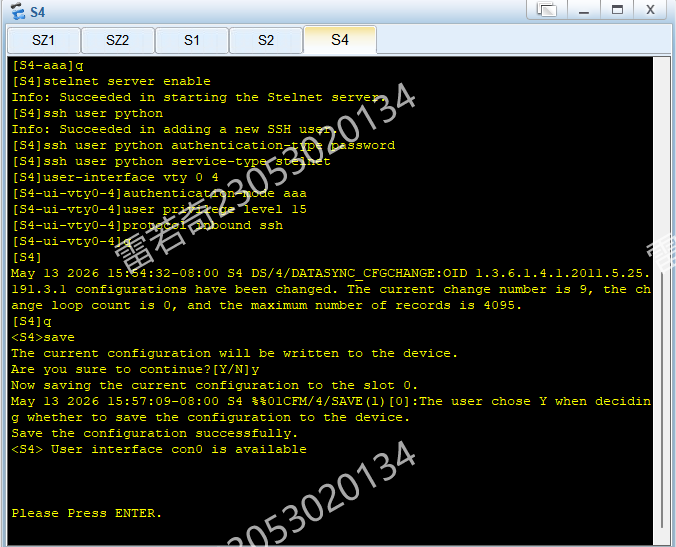 S4
SZ1 SZ2 S1 S2 S4
[S4-aaa]q
[S4]stelnet server enable
Info: Succeeded in starting the Stelnet server.
[S4]ssh user python
Info: Succeeded in adding a new SSH user.
[S4]ssh user python authentication-type password
[S4]ssh user python service-type stelnet
[S4]user-interface vty 0 4
[S4-ui-vty0-4]authentication-mode aaa
[S4-ui-vty0-4]user privilege level 15
[S4-ui-vty0-4]protocol inbound ssh
[S4-ui-vty0-4]q
[S4]
May 13 2026 15:54:32-08:00 S4 DS/4/DATASYNC_CFGCHANGE:OID 1.3.6.1.4.1.2011.5.25.
191.3.1 configurations have been changed. The current change number is 9, the ch
ange loop count is 0, and the maximum number of records is 4095.
[S4]q
<S4>save
The current configuration will be written to the device.
Are you sure to continue?[Y/N]y
Now saving the current configuration to the slot 0.
May 13 2026 15:57:09-08:00 S4 %%01CFM/4/SAVE(l)[0]:The user chose Y when decidin
g whether to save the configuration to the device.
Save the configuration successfully.
<S4> User interface con0 is available
Please Press ENTER.
雷若奇23053020134
雷
23053020134